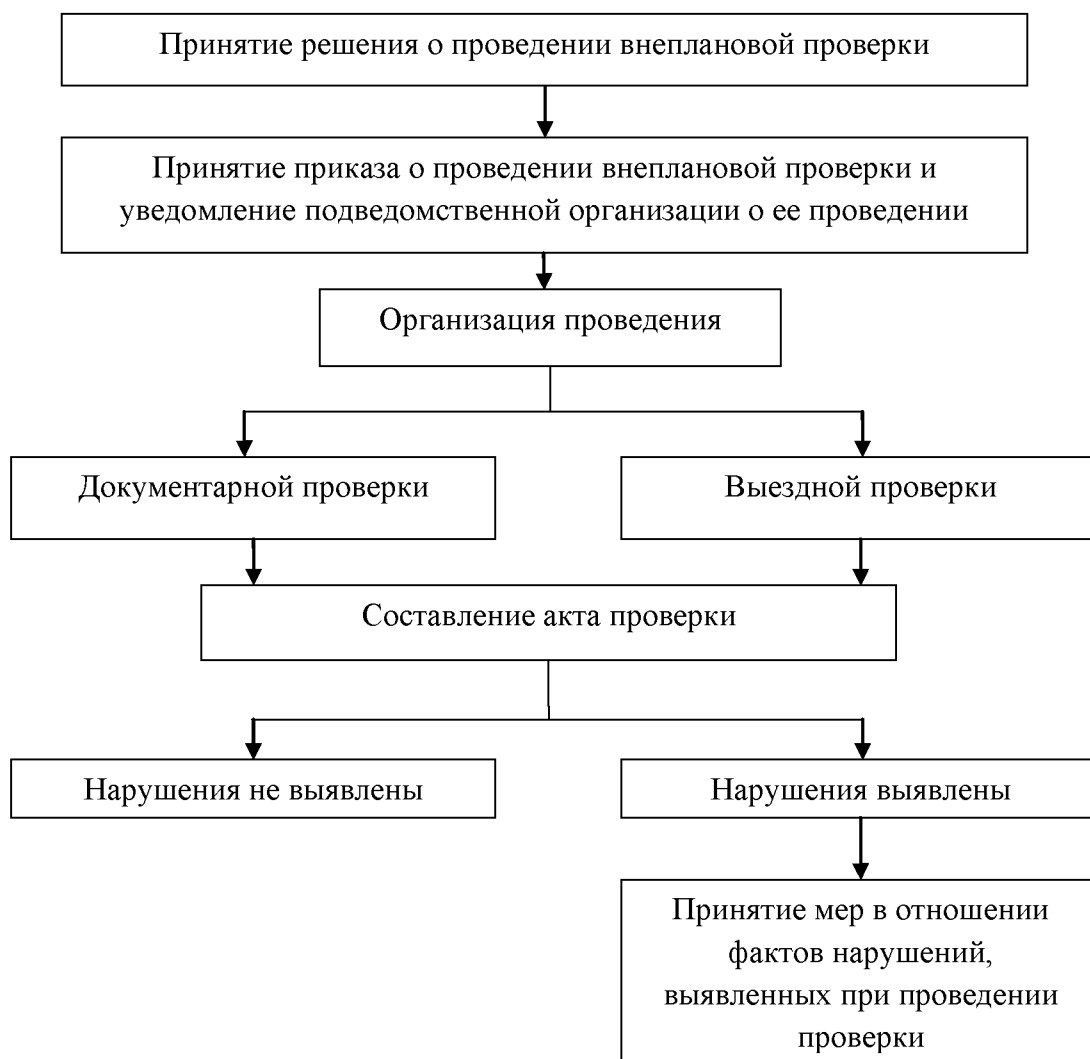 Принятие решения о проведении внеплановой проверки
Принятие приказа о проведении внеплановой проверки и
уведомление подведомственной организации о ее проведении
Организация проведения
Документарной проверки
Выездной проверки
Составление акта проверки
Нарушения не выявлены
Нарушения выявлены
Принятие мер в отношении
фактов нарушений,
выявленных при проведении
проверки